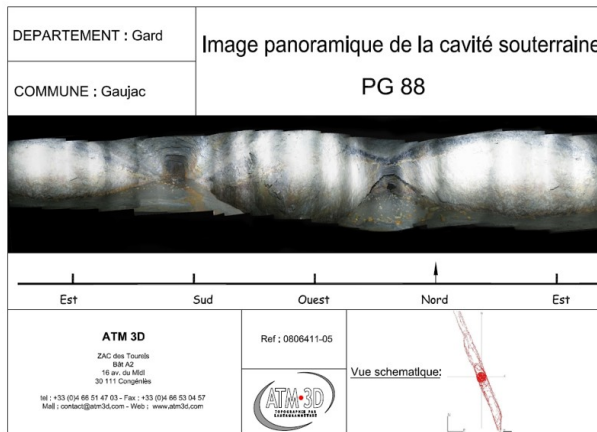 DEPARTEMENT : Gard
COMMUNE : Gaujac
Image panoramique de la cavité souterraine
PG 88
Est
Sud
Ouest
Nord
Est
ATM 3D
ZAC des Tourels
Bât A2
16 av. du Midi
30 111 Congénies
tel : +33 (0)4 66 51 47 03 - Fax : +33 (0)4 66 53 04 57
Mail : contact@atm3d.com - Web : www.atm3d.com
Ref : 0806411-05
ATM•3D
TOPOGRAPHIE PAR
LASERGRAMMETRIE
Vue schematique: